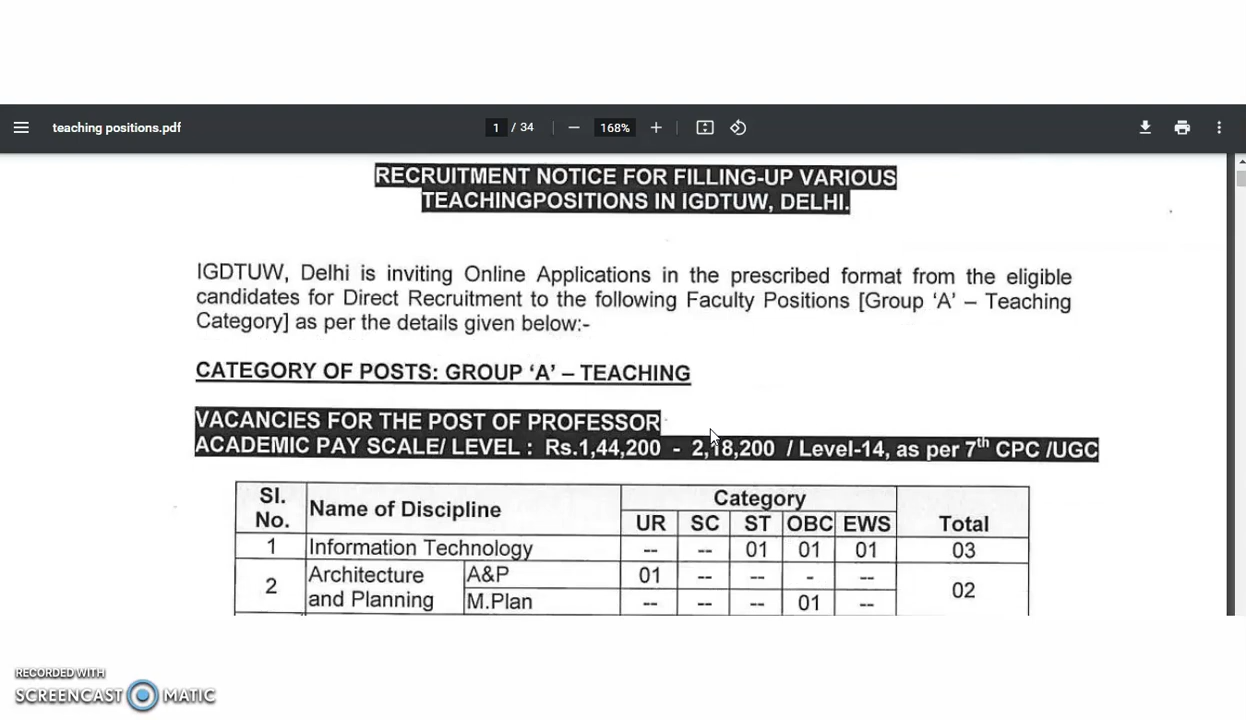 teaching positions.pdf
1 / 34
168%
RECRUITMENT NOTICE FOR FILLING-UP VARIOUS
TEACHINGPOSITIONS IN IGDTUW, DELHI.
IGDTUW, Delhi is inviting Online Applications in the prescribed format from the eligible
candidates for Direct Recruitment to the following Faculty Positions [Group ‘A’ – Teaching
Category] as per the details given below:-
CATEGORY OF POSTS: GROUP ‘A’ – TEACHING
VACANCIES FOR THE POST OF PROFESSOR
ACADEMIC PAY SCALE/ LEVEL : Rs.1,44,200 - 2,18,200 / Level-14, as per 7th CPC /UGC
Sl. No. Name of Discipline Category Total
UR SC ST OBC EWS
1 Information Technology -- -- 01 01 01 03
2 Architecture and Planning A&P 01 -- -- - -- 02
M.Plan -- -- -- 01 --
RECORDED WITH
SCREENCAST MATIC